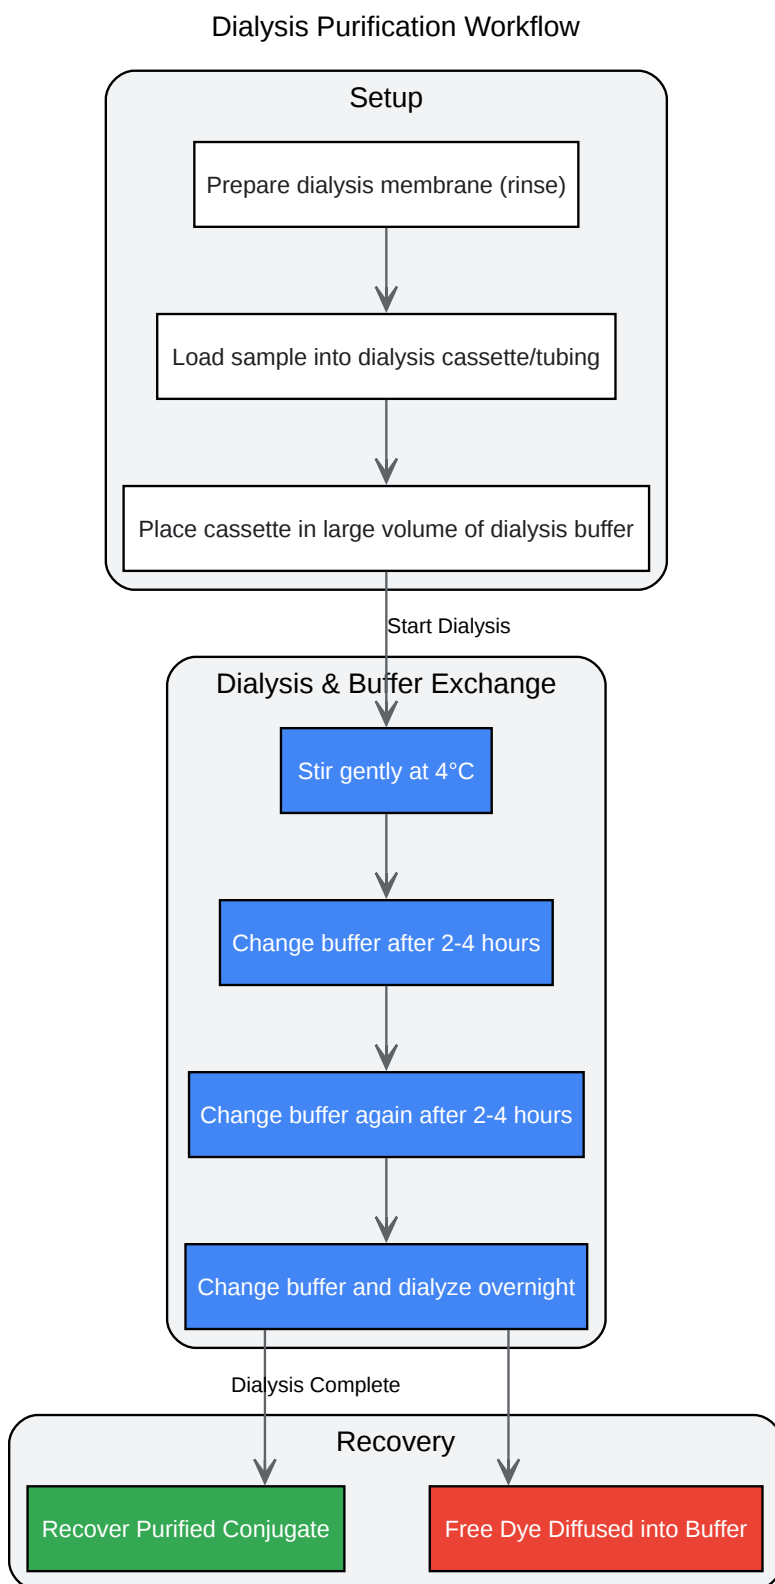 Dialysis Purification Workflow
Setup
Prepare dialysis membrane (rinse)
Load sample into dialysis cassette/tubing
Place cassette in large volume of dialysis buffer
Start Dialysis
Dialysis & Buffer Exchange
Stir gently at 4°C
Change buffer after 2-4 hours
Change buffer again after 2-4 hours
Change buffer and dialyze overnight
Dialysis Complete
Recovery
Recover Purified Conjugate
Free Dye Diffused into Buffer